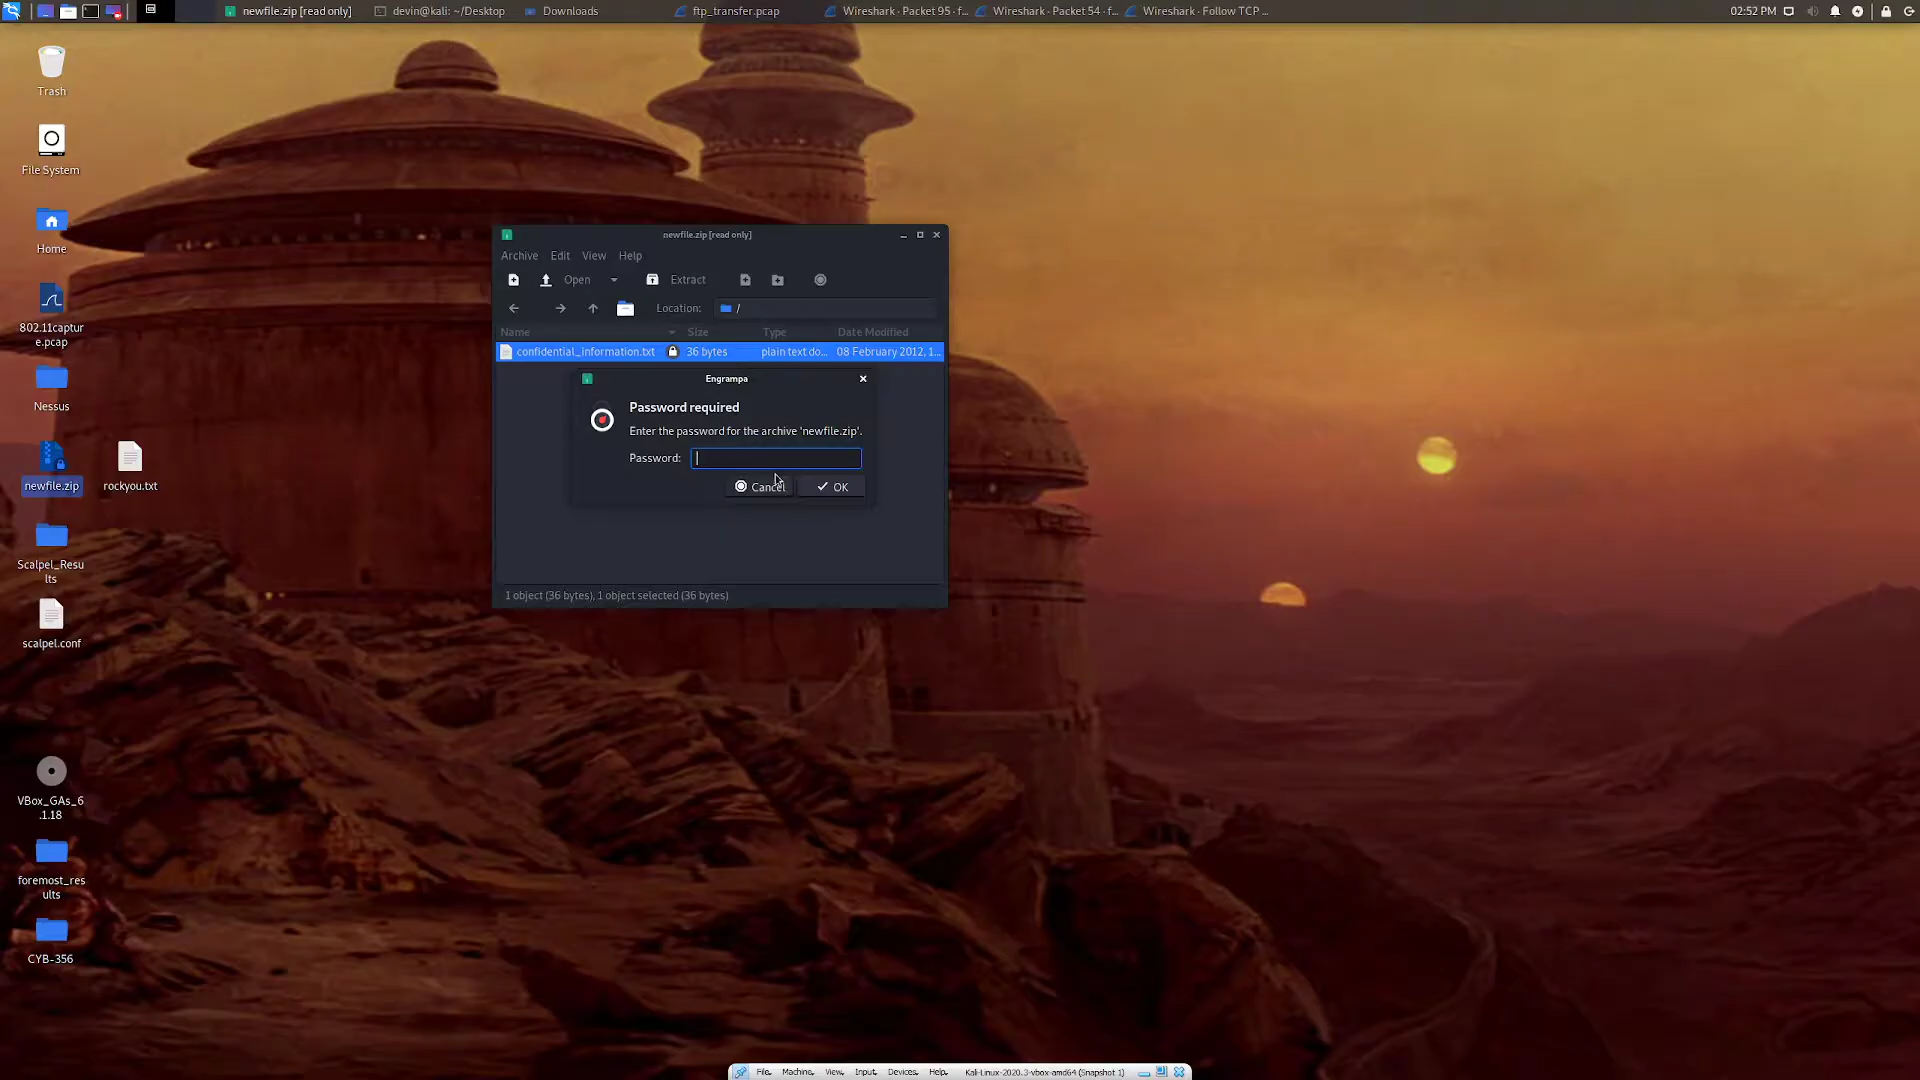 newfile.zip [read only]
devin@kali: ~/Desktop
Downloads
ftp_transfer.pcap
Wireshark · Packet 95 · f...
Wireshark · Packet 54 · f...
Wireshark · Follow TCP ...
02:52 PM
Trash
File System
Home
802.11captur
e.pcap
Nessus
newfile.zip
rockyou.txt
Scalpel_Resu
lts
scalpel.conf
VBox_GAs_6
.1.18
foremost_res
ults
CYB-356
newfile.zip [read only]
Archive Edit View Help
Open Extract
Location: /
Name Size Type Date Modified
confidential_information.txt 36 bytes plain text do... 08 February 2012, 1...
Engrampa
Password required
Enter the password for the archive 'newfile.zip'.
Password:
Cancel OK
1 object (36 bytes), 1 object selected (36 bytes)
File Machine View Input Devices Help Kali-Linux-2020.3-vbox-amd64 (Snapshot 1)